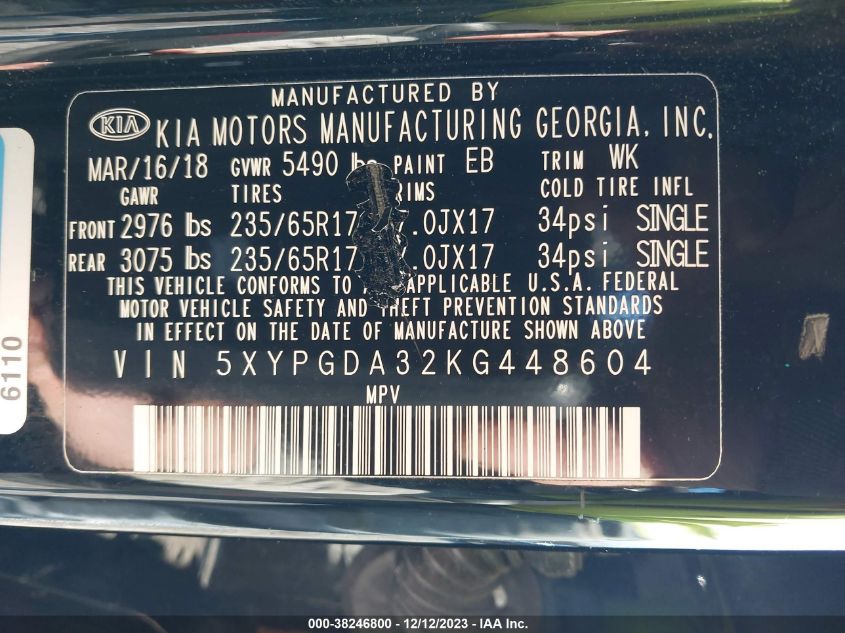 MANUFACTURED BY
KIA KIA MOTORS MANUFACTURING GEORGIA, INC.
MAR/16/18 GVWR 5490 PAINT EB TRIM WK
GAWR TIRES COLD TIRE INFL
FRONT 2976 lbs 235/65R17 .0JX17 34psi SINGLE
REAR 3075 lbs 235/65R17 .0JX17 34psi SINGLE
THIS VEHICLE CONFORMS TO APPLICABLE U.S.A. FEDERAL
MOTOR VEHICLE SAFETY AND THEFT PREVENTION STANDARDS
IN EFFECT ON THE DATE OF MANUFACTURE SHOWN ABOVE
VIN 5XYPGDA32KG448604
MPV
6110
000-38246800 - 12/12/2023 - IAA Inc.